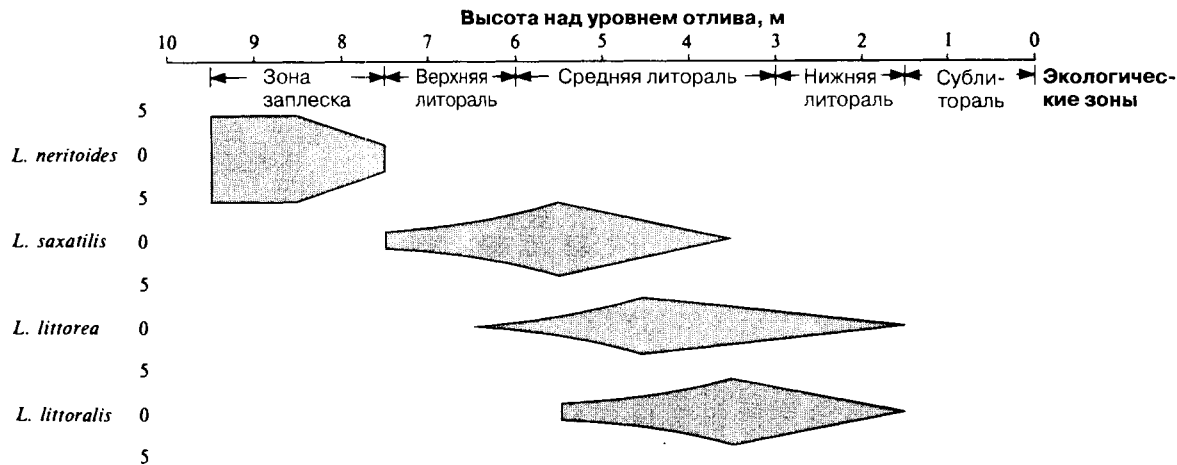 Высота над уровнем отлива, м
10 9 8 7 6 5 4 3 2 1 0
Зона заплеска
Верхняя литораль
Средняя литораль
Нижняя литораль
Субли-
тораль
Экологичес-
кие зоны
5
L. neritoides 0
5
L. saxatilis 0
5
L. littorea 0
5
L. littoralis 0
5